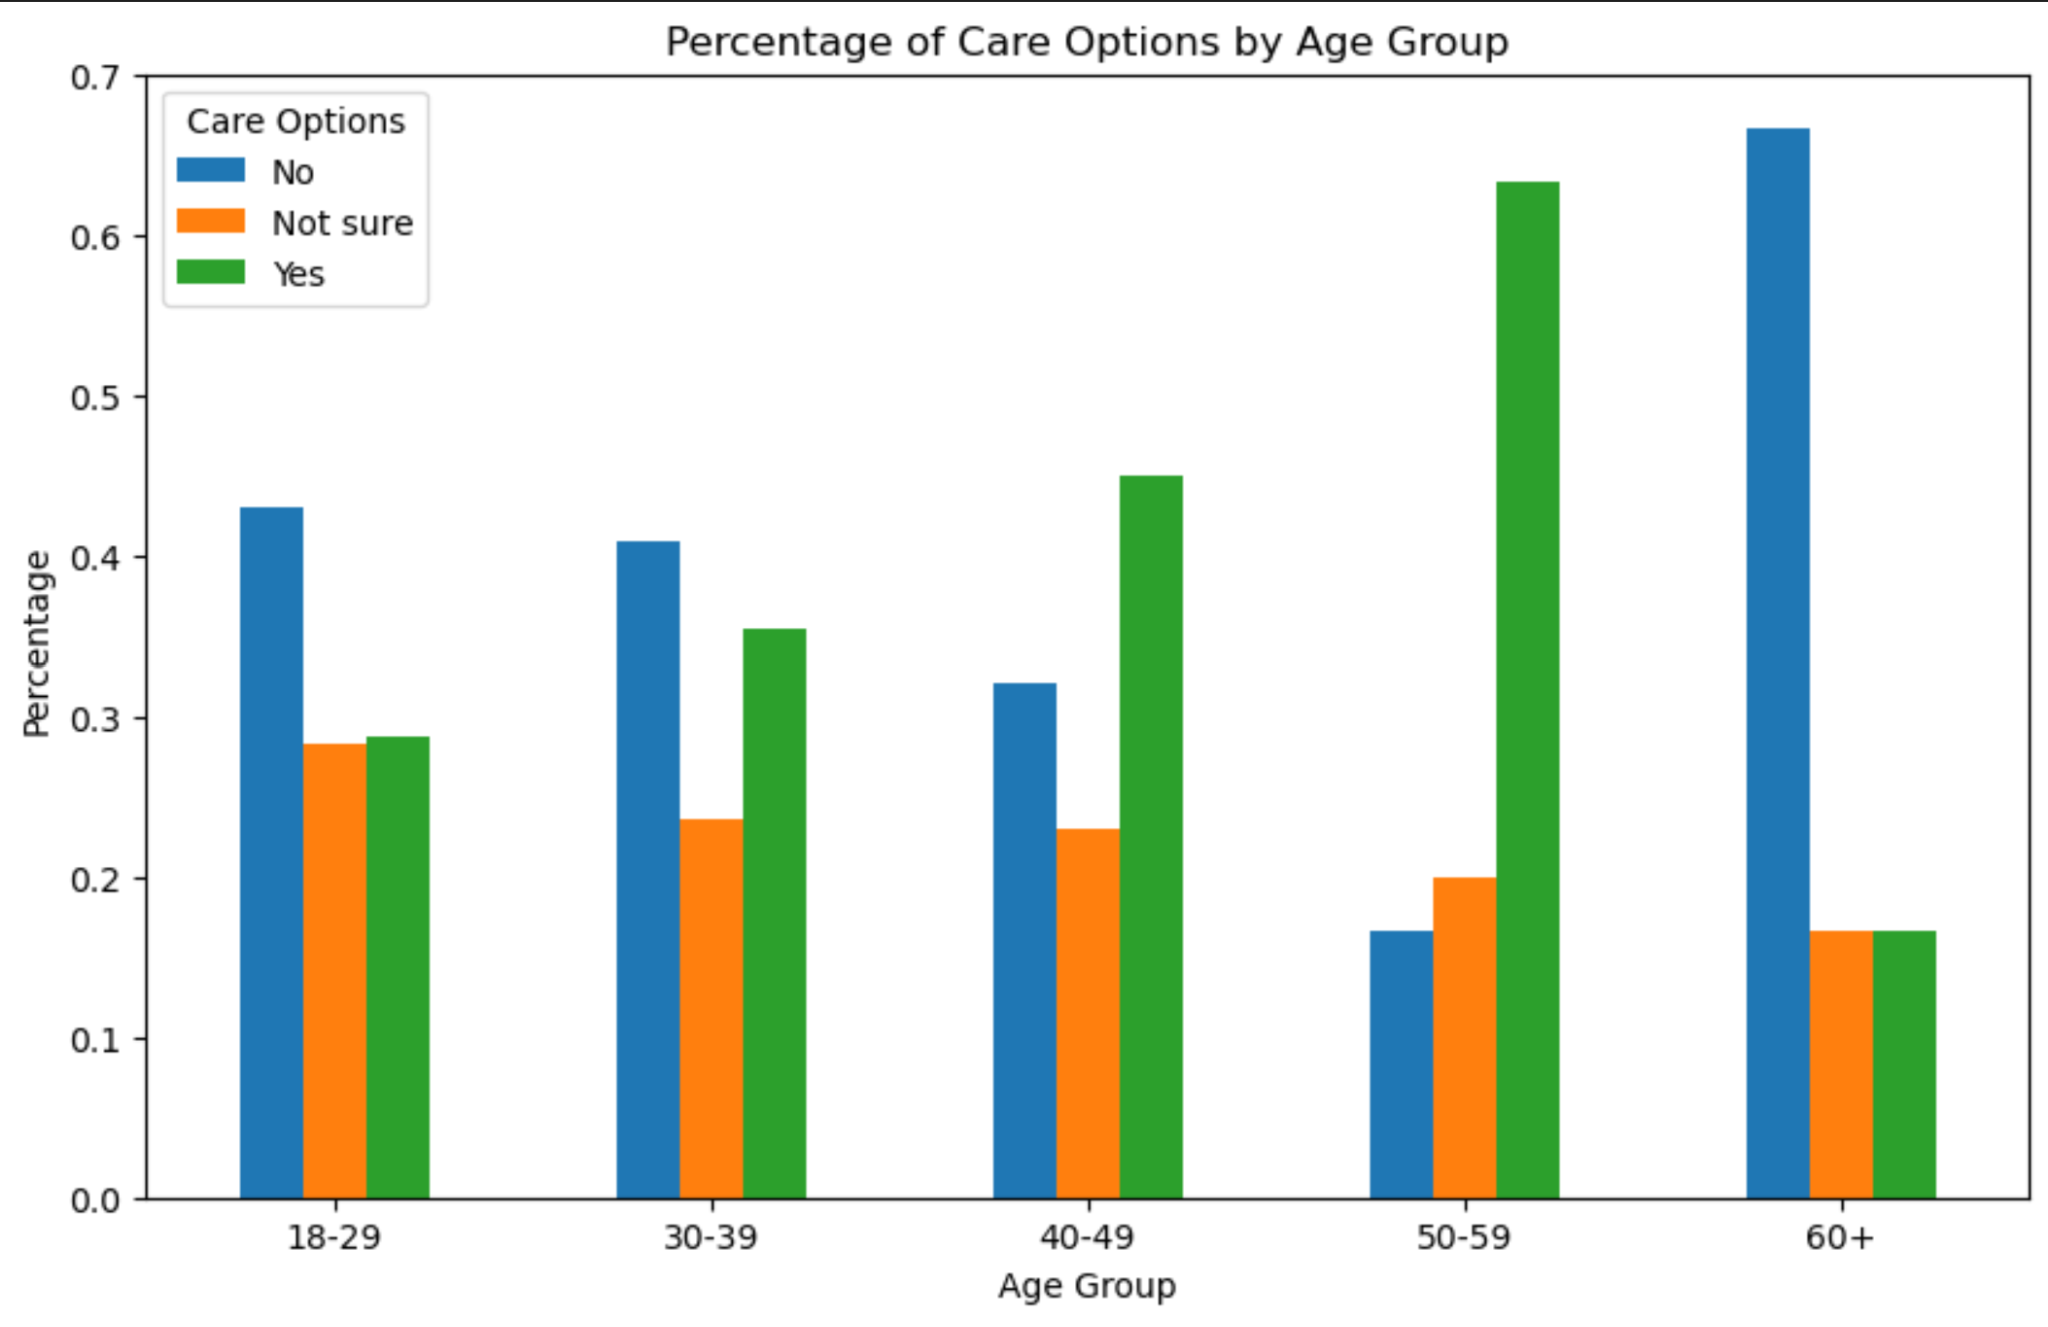 Percentage of Care Options by Age Group
0.7
0.6
0.5
0.4
0.3
0.2
0.1
0.0
Percentage
Care Options
No
Not sure
Yes
18-29
30-39
40-49
50-59
60+
Age Group